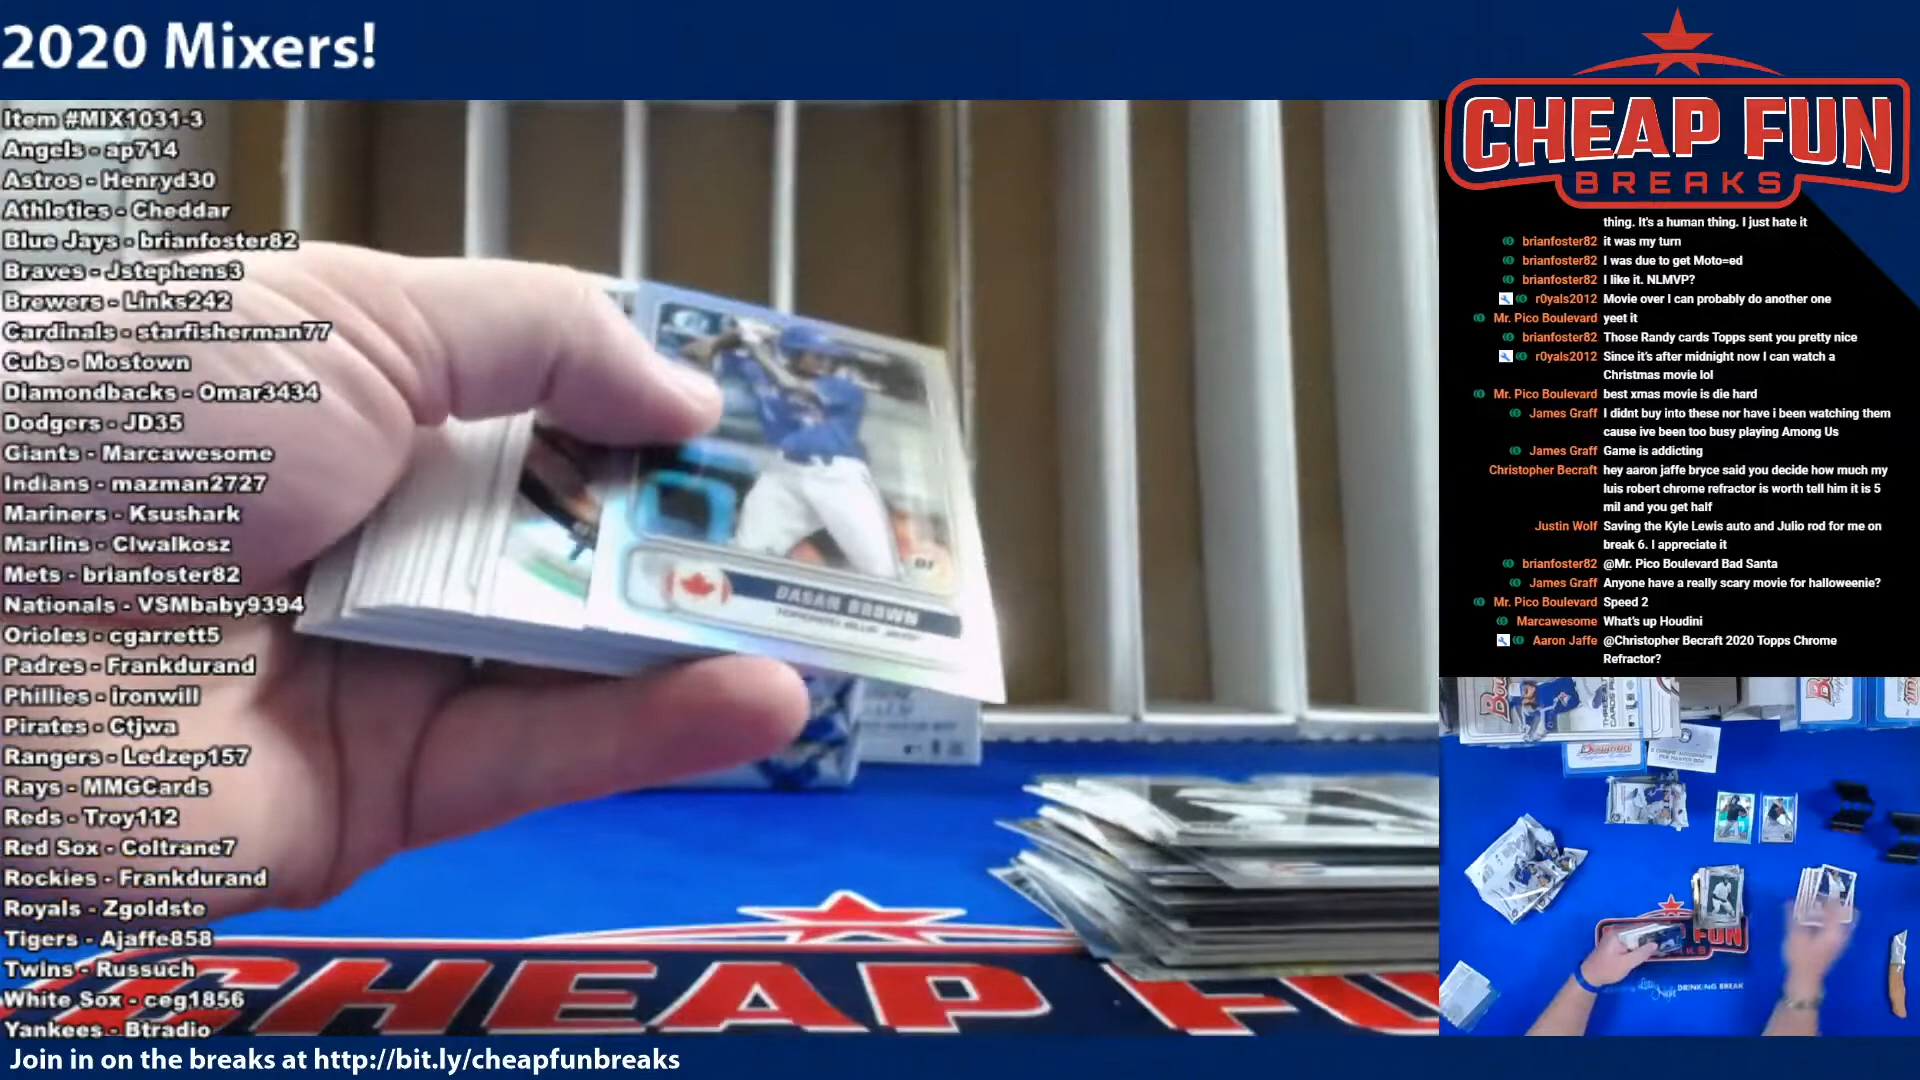 2020 Mixers!
Item #MIX1031-3
Angels - ap714
Astros - Henryd30
Athletics - Cheddar
Blue Jays - brianfoster82
Braves - Jstephens3
Brewers - Links242
Cardinals - starfisherman77
Cubs - Mostown
Diamondbacks - Omar3434
Dodgers - JD35
Giants - Marcawesome
Indians - mazman2727
Mariners - Ksushark
Marlins - Clwalkosz
Mets - brianfoster82
Nationals - VSMbaby9394
Orioles - cgarrett5
Padres - Frankdurand
Phillies - ironwill
Pirates - Ctjwa
Rangers - Ledzep157
Rays - MMGCards
Reds - Troy112
Red Sox - Coltrane7
Rockies - Frankdurand
Royals - Zgoldste
Tigers - Ajaffe858
Twins - Russuch
White Sox - ceg1856
Yankees - Btradio
Join in on the breaks at http://bit.ly/cheapfunbreaks
DASAN BROWN
TORONTO BLUE JAYS
OF
CHEAP FU
CHEAP FUN
BREAKS
thing. It's a human thing. I just hate it
brianfoster82 it was my turn
brianfoster82 I was due to get Moto=ed
brianfoster82 I like it. NLMVP?
r0yals2012 Movie over I can probably do another one
Mr. Pico Boulevard yeet it
brianfoster82 Those Randy cards Topps sent you pretty nice
r0yals2012 Since it's after midnight now I can watch a
Christmas movie lol
Mr. Pico Boulevard best xmas movie is die hard
James Graff I didnt buy into these nor have i been watching them
cause ive been too busy playing Among Us
James Graff Game is addicting
Christopher Becraft hey aaron jaffe bryce said you decide how much my
luis robert chrome refractor is worth tell him it is 5
mil and you get half
Justin Wolf Saving the Kyle Lewis auto and Julio rod for me on
break 6. I appreciate it
brianfoster82 @Mr. Pico Boulevard Bad Santa
James Graff Anyone have a really scary movie for halloweenie?
Mr. Pico Boulevard Speed 2
Marcawesome What's up Houdini
Aaron Jaffe @Christopher Becraft 2020 Topps Chrome
Refractor?
FUN
DRINKING BREAK